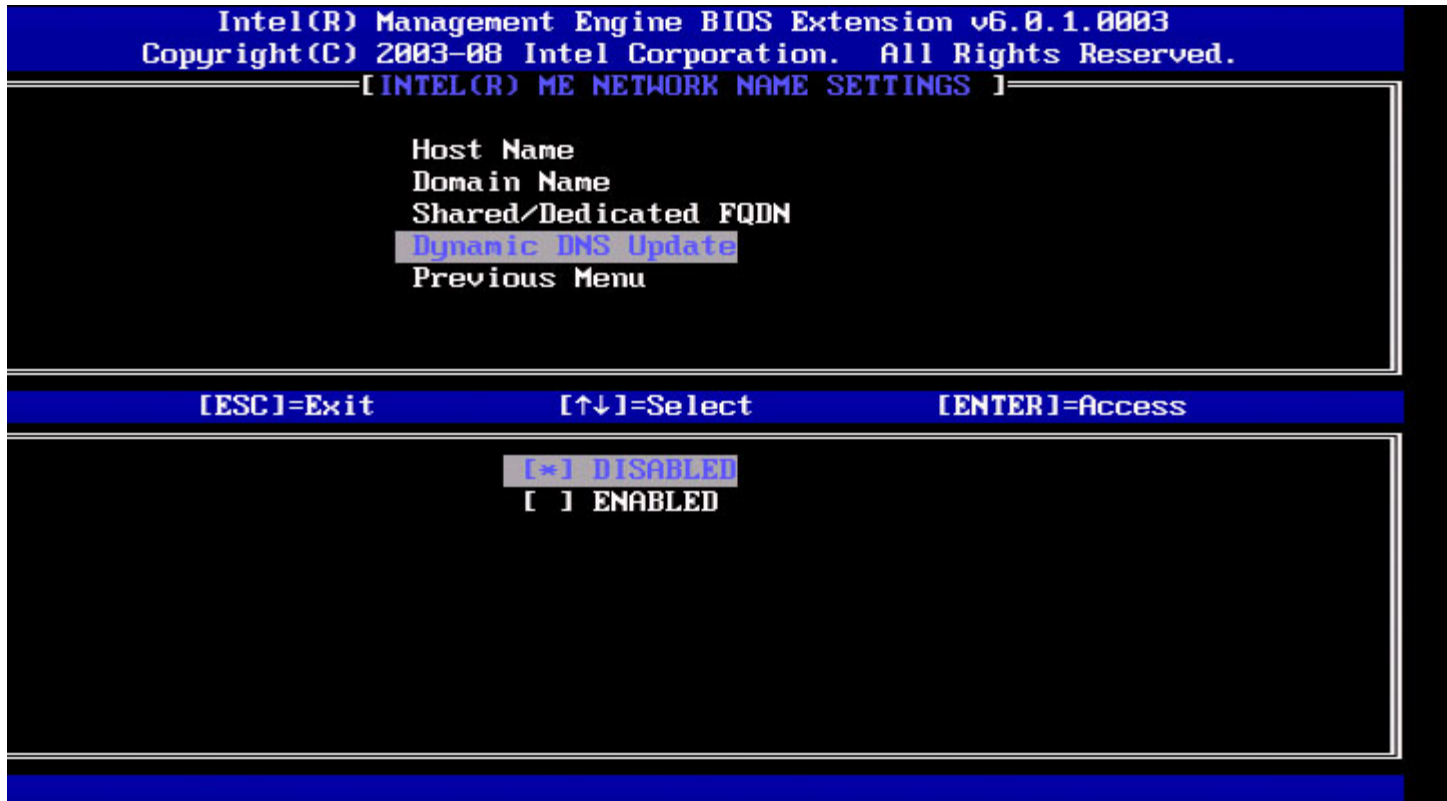 Intel(R) Management Engine BIOS Extension v6.0.1.0003
Copyright(C) 2003-08 Intel Corporation. All Rights Reserved.
[INTEL(R) ME NETWORK NAME SETTINGS ]
Host Name
Domain Name
Shared/Dedicated FQDN
Dynamic DNS Update
Previous Menu
[ESC]=Exit [↑↓]=Select [ENTER]=Access
[*] DISABLED
[ ] ENABLED